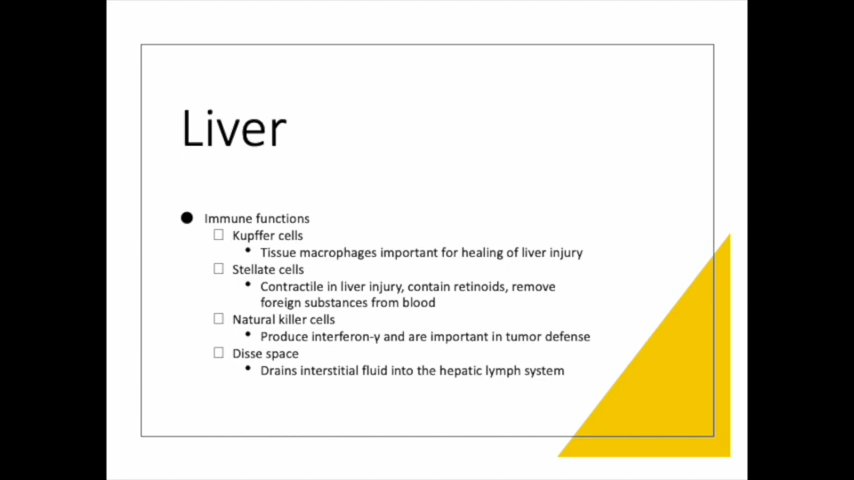 Liver
Immune functions
Kupffer cells
Tissue macrophages important for healing of liver injury
Stellate cells
Contractile in liver injury, contain retinoids, remove
foreign substances from blood
Natural killer cells
Produce interferon-γ and are important in tumor defense
Disse space
Drains interstitial fluid into the hepatic lymph system